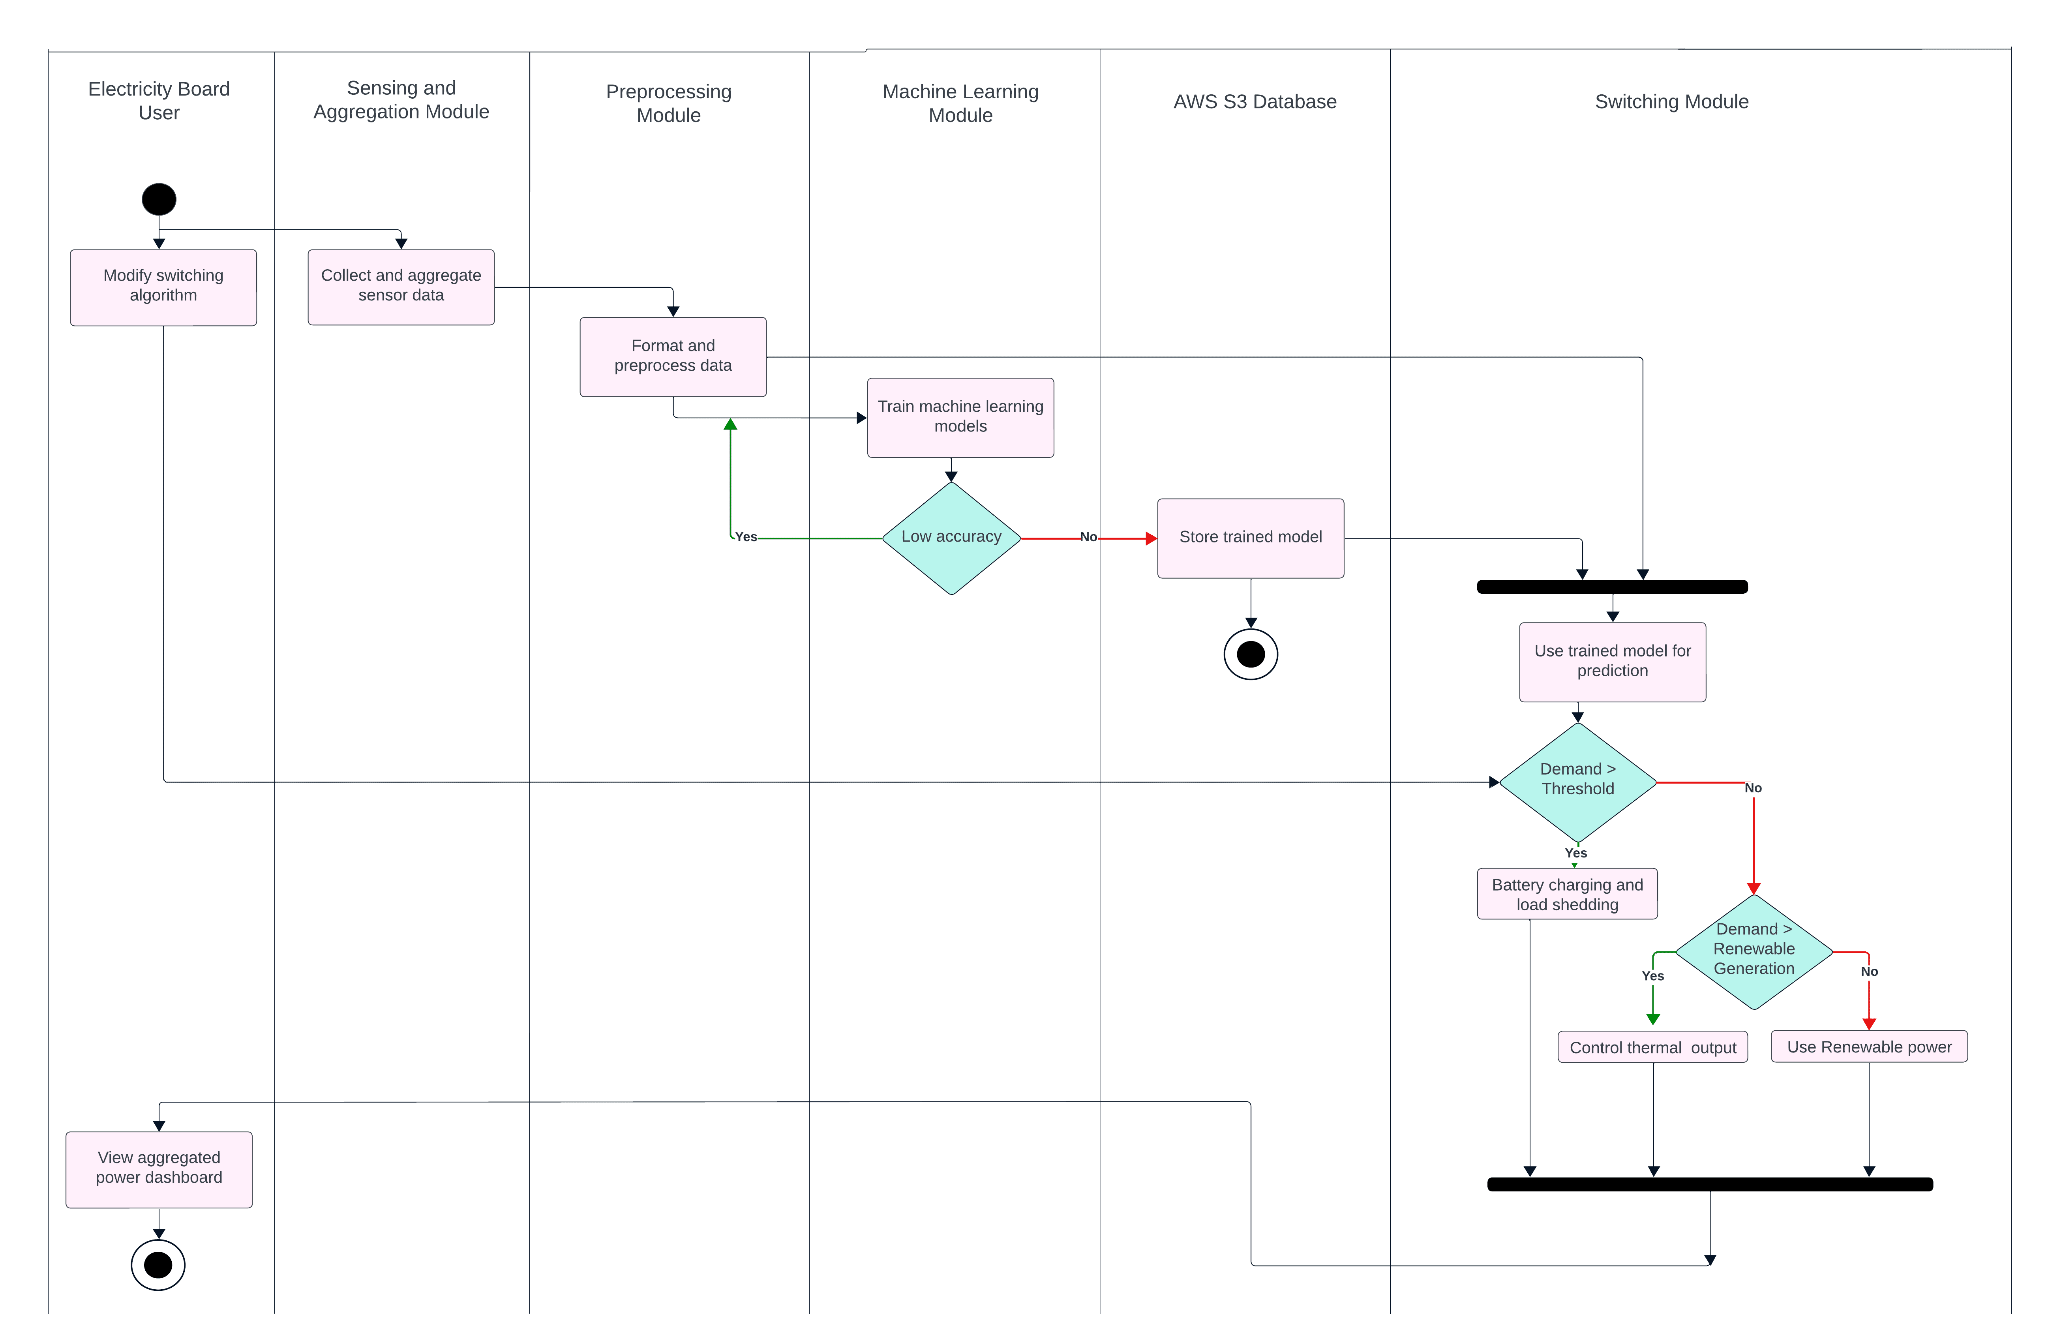 Electricity Board
User
Sensing and
Aggregation Module
Preprocessing
Module
Machine Learning
Module
AWS S3 Database
Switching Module
Modify switching
algorithm
Collect and aggregate
sensor data
Format and
preprocess data
Train machine learning
models
Low accuracy
Yes
No
Store trained model
Use trained model for
prediction
Demand >
Threshold
No
Yes
Battery charging and
load shedding
Demand >
Renewable
Generation
Yes
No
Control thermal  output
Use Renewable power
View aggregated
power dashboard